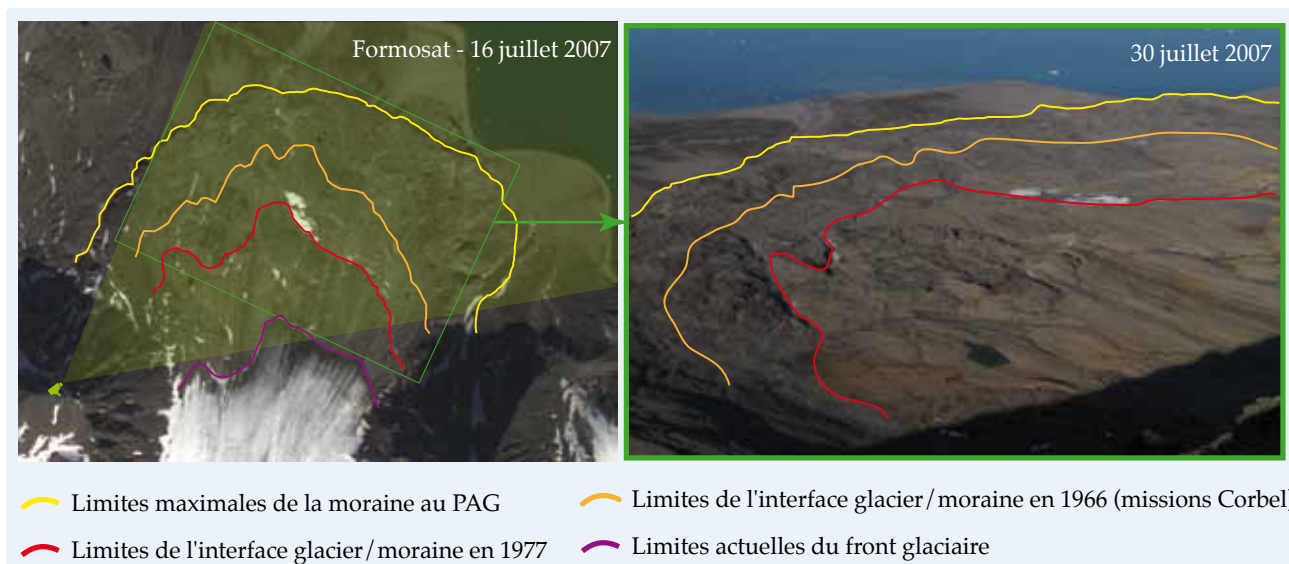 Formosat - 16 juillet 2007
30 juillet 2007
Limites maximales de la moraine au PAG
Limites de l'interface glacier/moraine en 1966 (missions Corbel)
Limites de l'interface glacier/moraine en 1977
Limites actuelles du front glaciaire